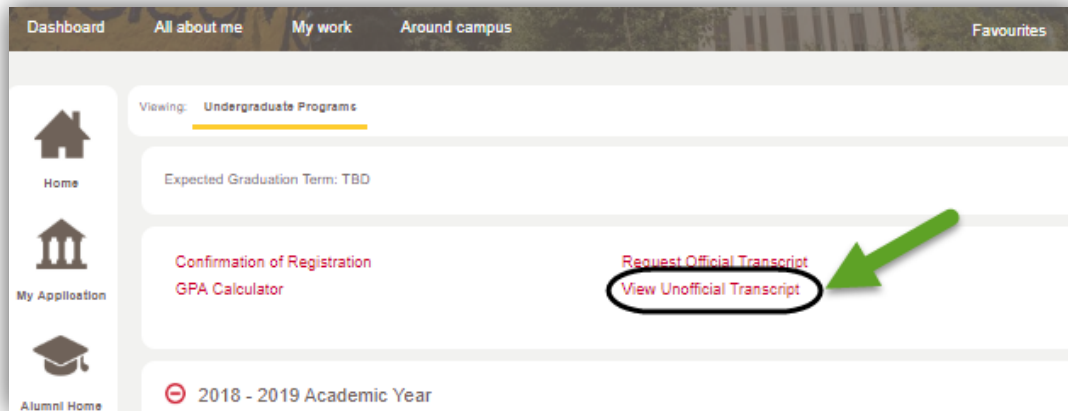 Dashboard All about me My work Around campus Favourites
Viewing: Undergraduate Programs
Home
Expected Graduation Term: TBD
My Application
Confirmation of Registration Request Official Transcript
GPA Calculator View Unofficial Transcript
Alumni Home
2018 - 2019 Academic Year